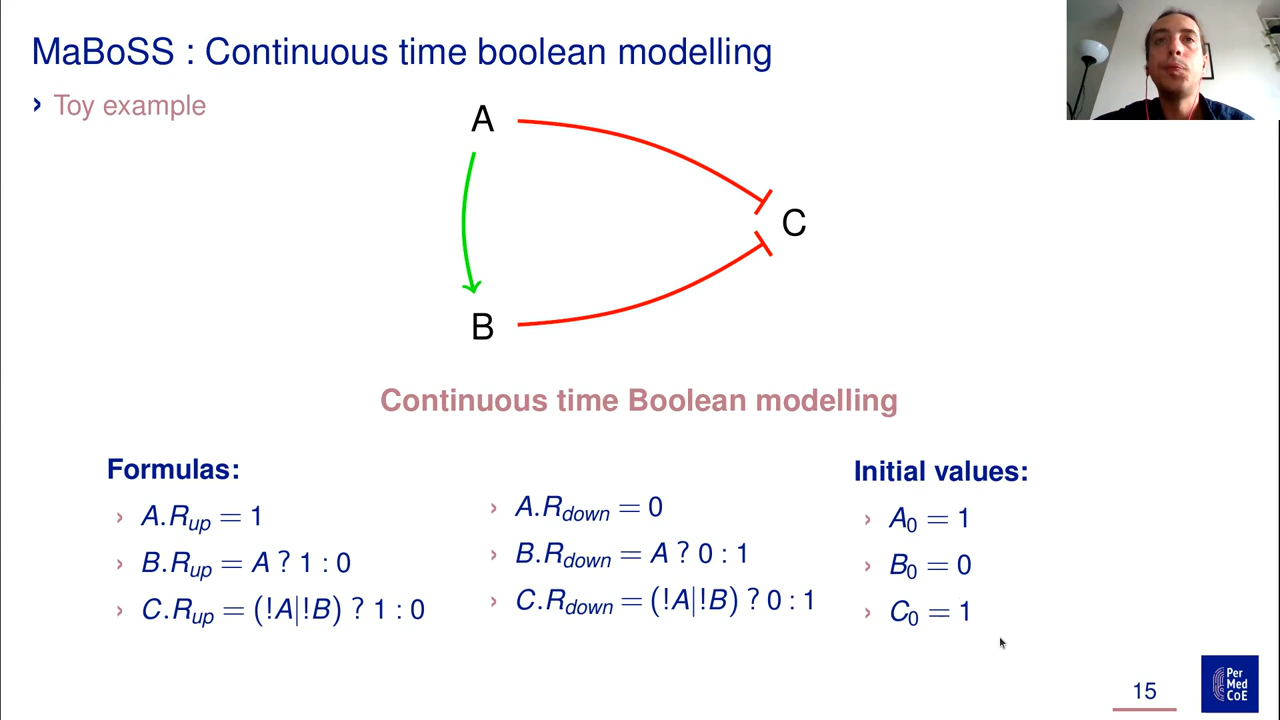 MaBoSS : Continuous time boolean modelling
› Toy example
A
C
B
Continuous time Boolean modelling
Formulas:
› A.R_up = 1
› B.R_up = A ? 1 : 0
› C.R_up = (!A|!B) ? 1 : 0
› A.R_down = 0
› B.R_down = A ? 0 : 1
› C.R_down = (!A|!B) ? 0 : 1
Initial values:
› A_0 = 1
› B_0 = 0
› C_0 = 1
15
Per
Med
CoE